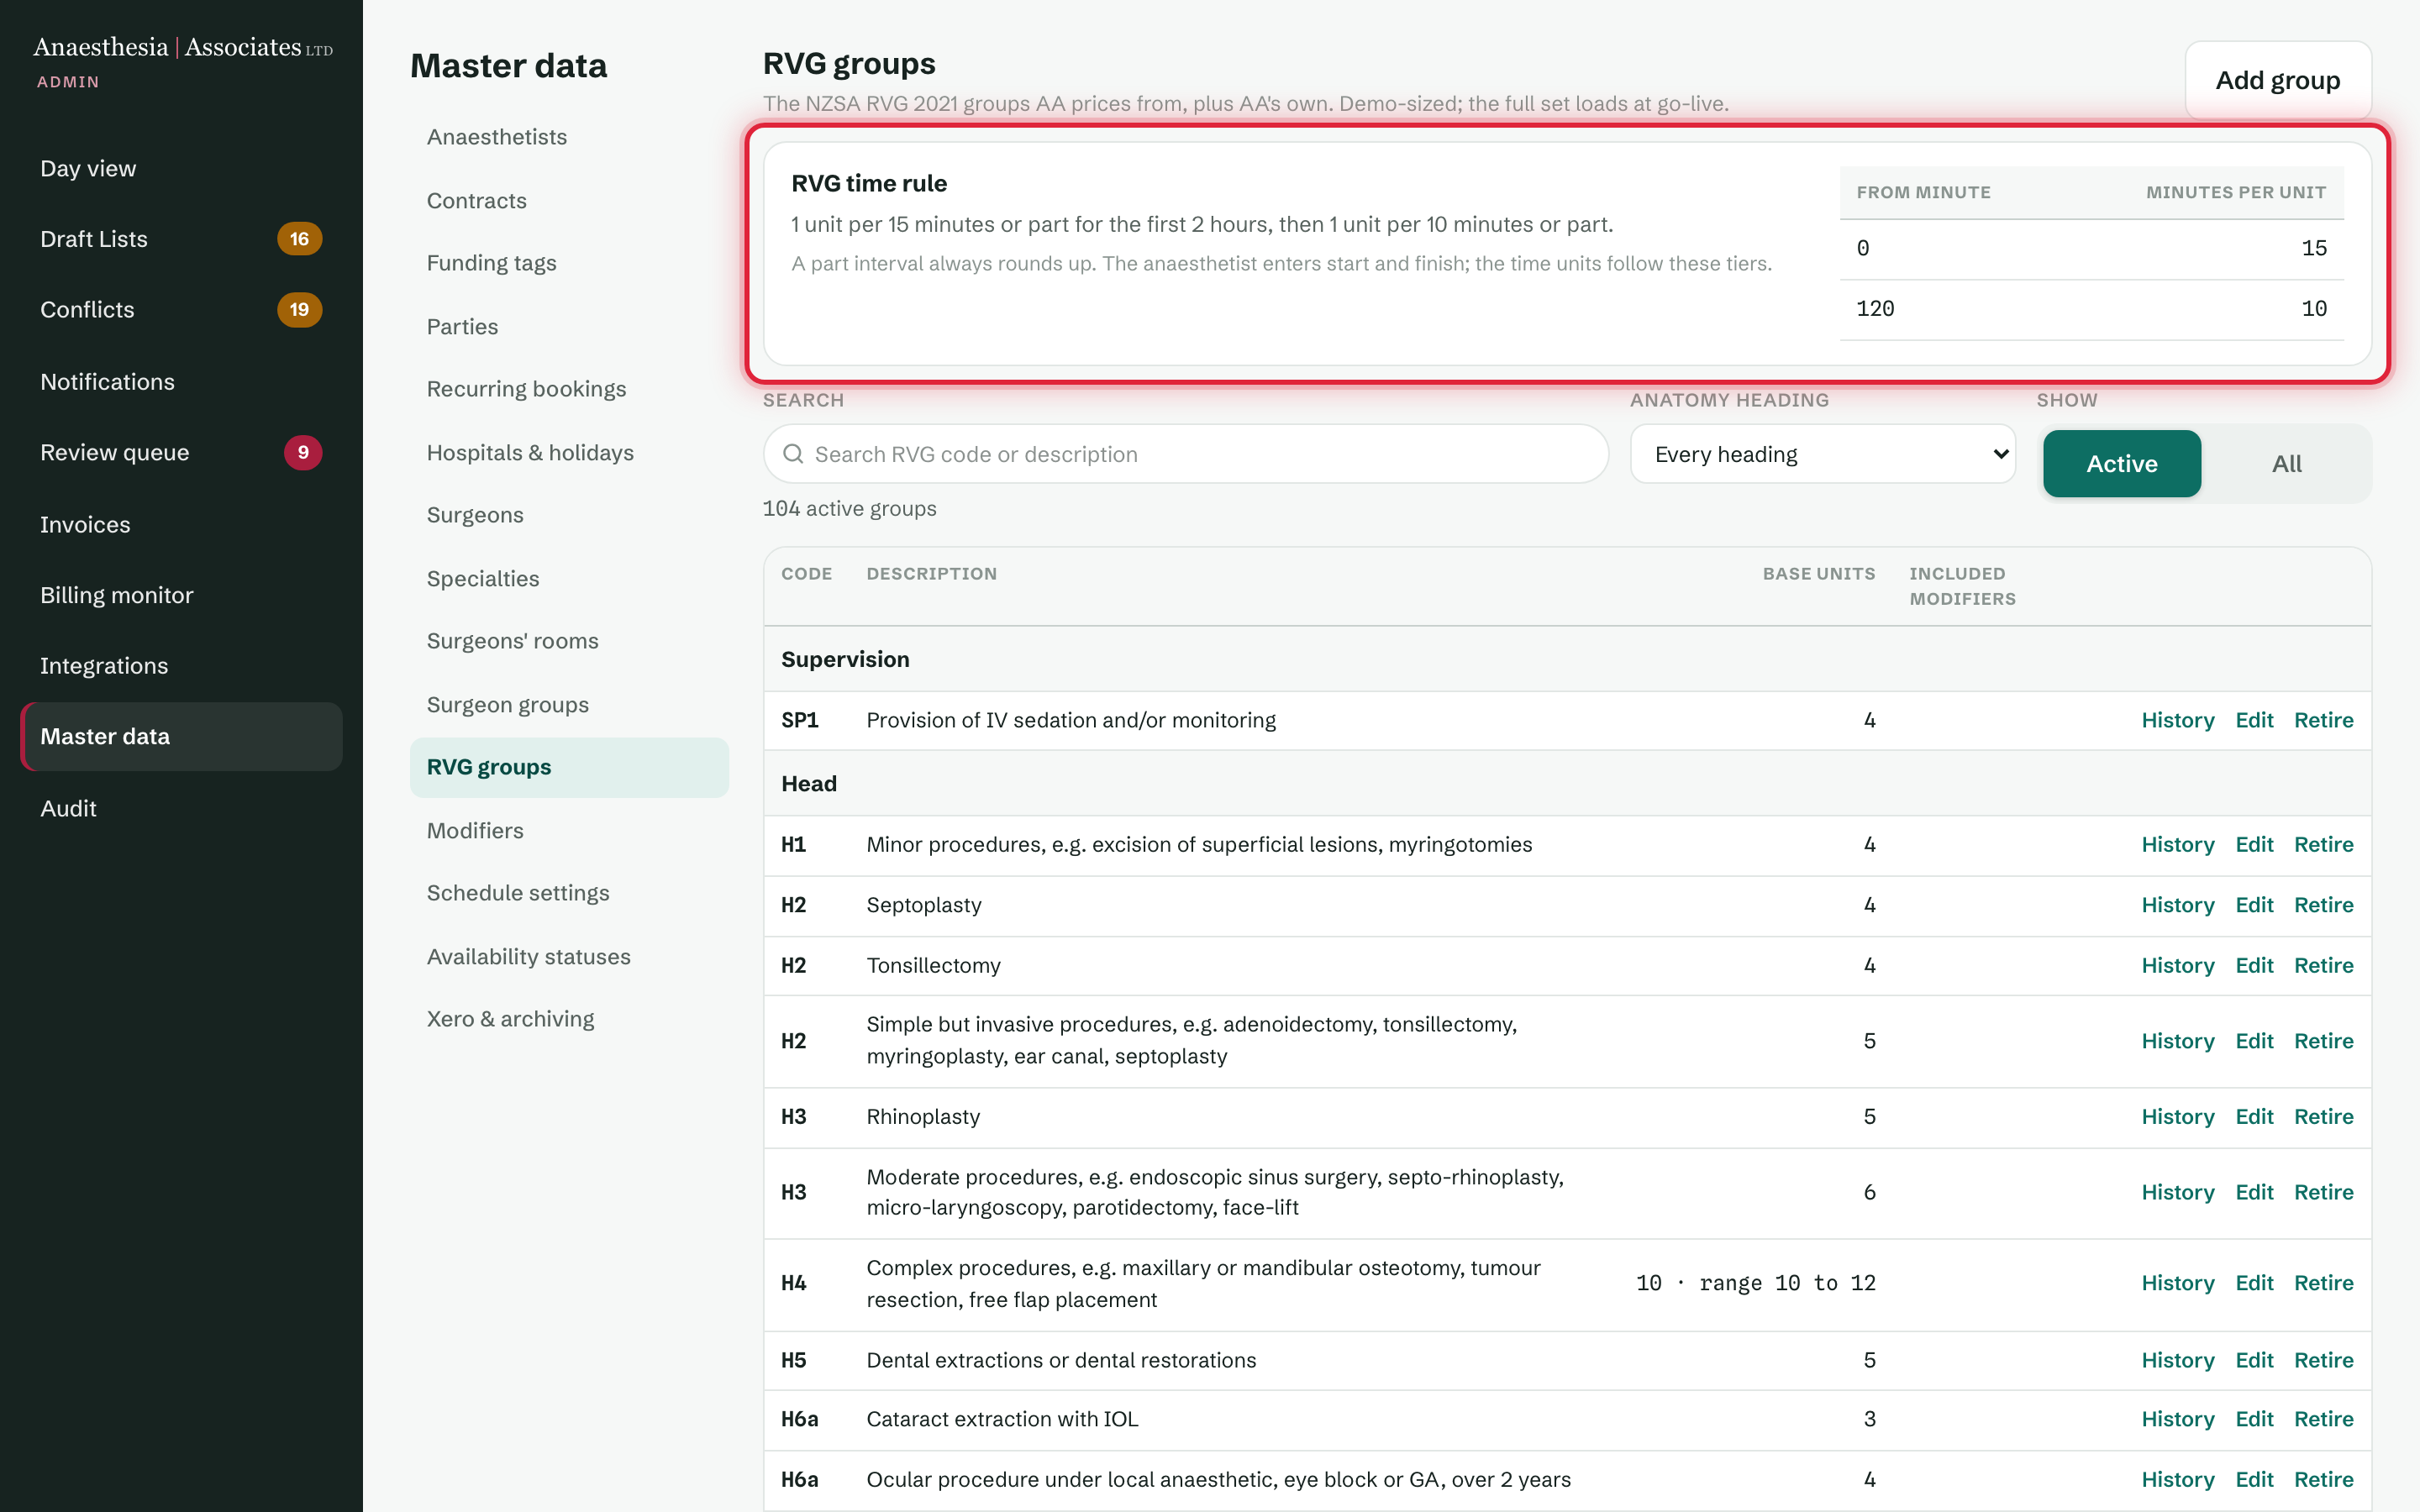 Anaesthesia | Associates LTD
ADMIN
Day view
Draft Lists 16
Conflicts 19
Notifications
Review queue 9
Invoices
Billing monitor
Integrations
Master data
Audit
Master data
Anaesthetists
Contracts
Funding tags
Parties
Recurring bookings
Hospitals & holidays
Surgeons
Specialties
Surgeons' rooms
Surgeon groups
RVG groups
Modifiers
Schedule settings
Availability statuses
Xero & archiving
RVG groups
The NZSA RVG 2021 groups AA prices from, plus AA's own. Demo-sized; the full set loads at go-live.
Add group
RVG time rule
1 unit per 15 minutes or part for the first 2 hours, then 1 unit per 10 minutes or part.
A part interval always rounds up. The anaesthetist enters start and finish; the time units follow these tiers.
FROM MINUTE MINUTES PER UNIT
0 15
120 10
SEARCH ANATOMY HEADING SHOW
Search RVG code or description Every heading Active All
104 active groups
CODE DESCRIPTION BASE UNITS INCLUDED
MODIFIERS
Supervision
SP1 Provision of IV sedation and/or monitoring 4 History Edit Retire
Head
H1 Minor procedures, e.g. excision of superficial lesions, myringotomies 4 History Edit Retire
H2 Septoplasty 4 History Edit Retire
H2 Tonsillectomy 4 History Edit Retire
H2 Simple but invasive procedures, e.g. adenoidectomy, tonsillectomy,
myringoplasty, ear canal, septoplasty 5 History Edit Retire
H3 Rhinoplasty 5 History Edit Retire
H3 Moderate procedures, e.g. endoscopic sinus surgery, septo-rhinoplasty,
micro-laryngoscopy, parotidectomy, face-lift 6 History Edit Retire
H4 Complex procedures, e.g. maxillary or mandibular osteotomy, tumour
resection, free flap placement 10 · range 10 to 12 History Edit Retire
H5 Dental extractions or dental restorations 5 History Edit Retire
H6a Cataract extraction with IOL 3 History Edit Retire
H6a Ocular procedure under local anaesthetic, eye block or GA, over 2 years 4 History Edit Retire